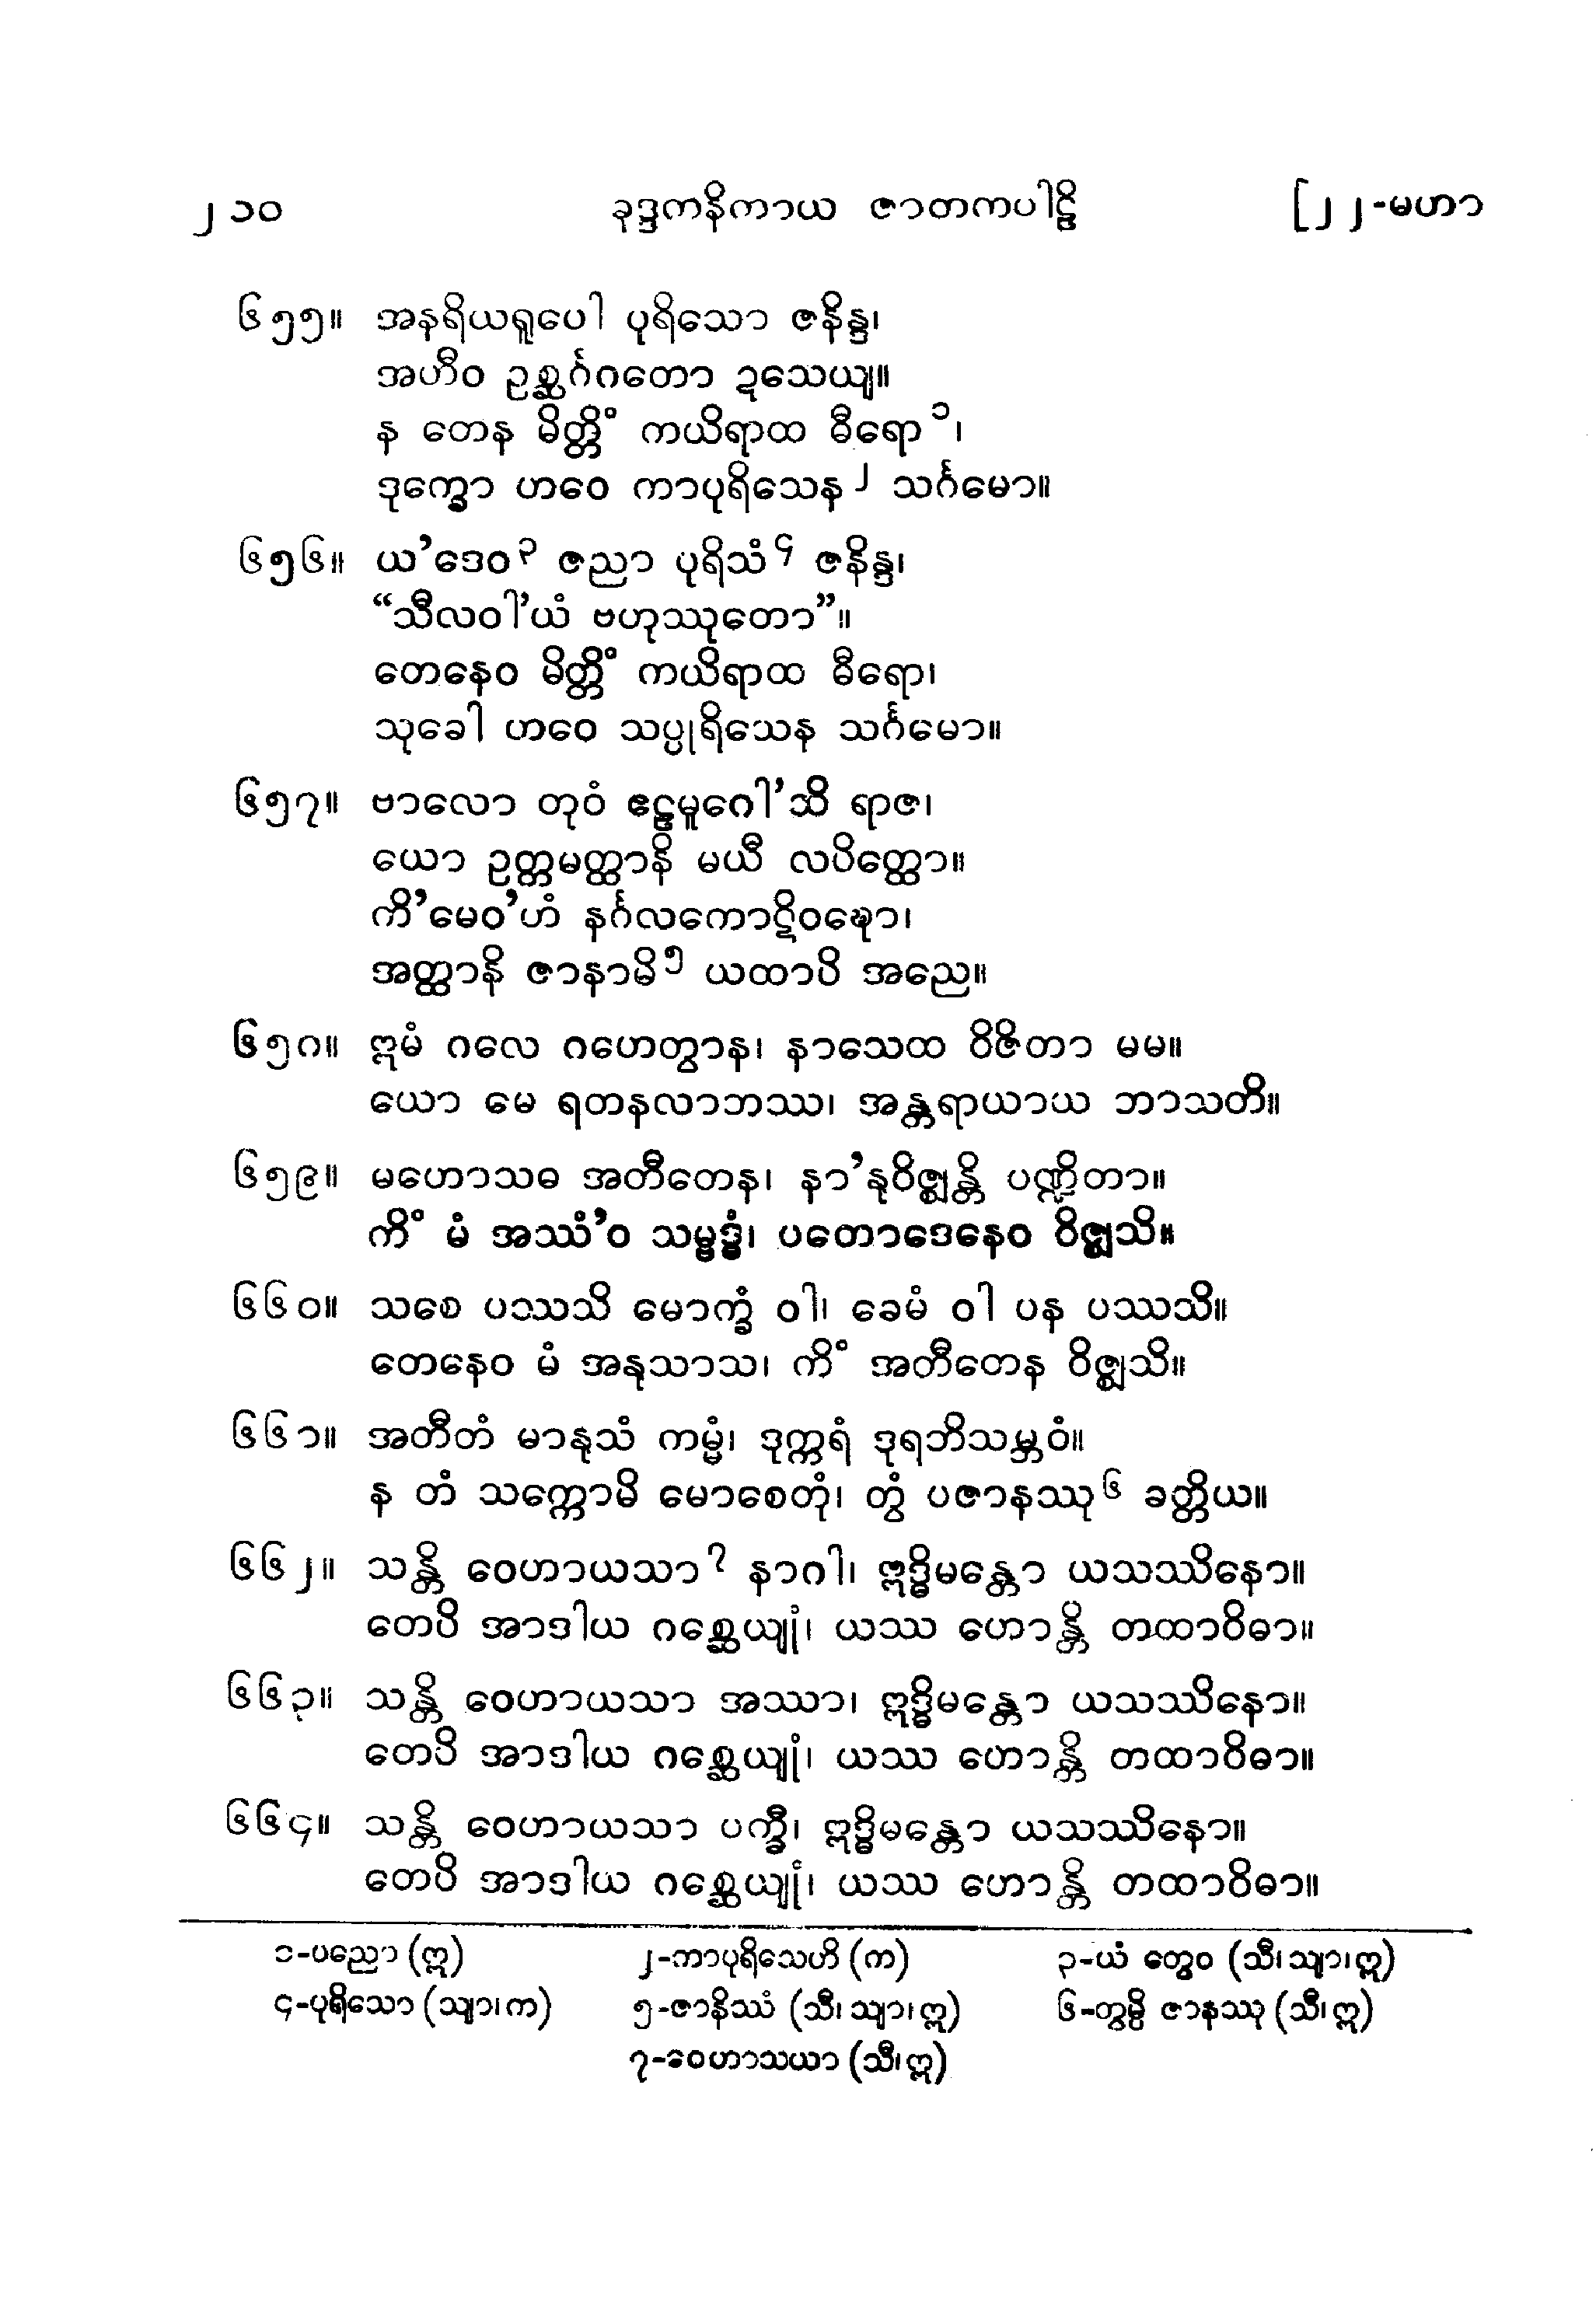 ၂၁၀ ခုဒ္ဒကနိကာယ ဇာတကပါဠိ [၂၂-မဟာ
၆၅၅။ အနရိယရူပေါ ပုရိသော ဇနိန္ဒ၊
အဟီဝ ဥစ္ဆင်္ဂဂတော ဍသေယျ။
န တေန မိတ္တိံ ကယိရာထ ဓီရော ၁၊
ဒုက္ခော ဟဝေ ကာပုရိသေန ၂ သင်္ဂမော။
၆၅၆။ ယ’ဒေဝ ၃ ဇညာ ပုရိသံ ၄ ဇနိန္ဒ၊
“သီလဝါ’ယံ ဗဟုဿုတော”။
တေနေဝ မိတ္တိံ ကယိရာထ ဓီရော၊
သုခေါ ဟဝေ သပ္ပုရိသေန သင်္ဂမော။
၆၅၇။ ဗာလော တုဝံ ဧဠမူဂေါ’သိ ရာဇ၊
ယော ဥတ္တမတ္ထာနိ မယီ လပိတ္ထော။
ကိ’မေဝ’ဟံ နင်္ဂလကောဋိဝဍ္ဎော၊
အတ္ထာနိ ဇာနာမိ ၅ ယထာပိ အညေ။
၆၅၈။ ဣမံ ဂလေ ဂဟေတွာန၊ နာသေထ ဝိဇိတာ မမ။
ယော မေ ရတနလာဘဿ၊ အန္တရာယာယ ဘာသတိ။
၆၅၉။ မဟောသဓ အတီတေန၊ နာ’နုဝိဇ္ဈန္တိ ပဏ္ဍိတာ။
ကိံ မံ အဿံ’ဝ သမ္ဗဒ္ဓံ၊ ပတောဒေနေဝ ဝိဇ္ဈသိ။
၆၆၀။ သစေ ပဿသိ မောက္ခံ ဝါ၊ ခေမံ ဝါ ပန ပဿသိ။
တေနေဝ မံ အနုသာသ၊ ကိံ အတီတေန ဝိဇ္ဈသိ။
၆၆၁။ အတီတံ မာနုသံ ကမ္မံ၊ ဒုက္ကရံ ဒုရဘိသမ္ဘဝံ။
န တံ သက္ကောမိ မောစေတုံ၊ တွံ ပဇာနဿု ၆ ခတ္တိယ။
၆၆၂။ သန္တိ ဝေဟာယသာ ၇ နာဂါ၊ ဣဒ္ဓိမန္တော ယသဿိနော။
တေပိ အာဒါယ ဂစ္ဆေယျုံ၊ ယဿ ဟောန္တိ တထာဝိဓာ။
၆၆၃။ သန္တိ ဝေဟာယသာ အဿာ၊ ဣဒ္ဓိမန္တော ယသဿိနော။
တေပိ အာဒါယ ဂစ္ဆေယျုံ၊ ယဿ ဟောန္တိ တထာဝိဓာ။
၆၆၄။ သန္တိ ဝေဟာယသာ ပက္ခီ၊ ဣဒ္ဓိမန္တော ယသဿိနော။
တေပိ အာဒါယ ဂစ္ဆေယျုံ၊ ယဿ ဟောန္တိ တထာဝိဓာ။
၁-ပညော (ဣ) ၂-ကာပုရိသေဟိ (က) ၃-ယံ တွေဝ (သီ၊ သျာ၊ ဣ)
၄-ပုရိသော (သျာ၊ က) ၅-ဇာနိဿံ (သီ၊ သျာ၊ ဣ) ၆-တွမ္ပိ ဇာနဿု (သီ၊ ဣ)
၇-ဝေဟာသယာ (သီ၊ ဣ)